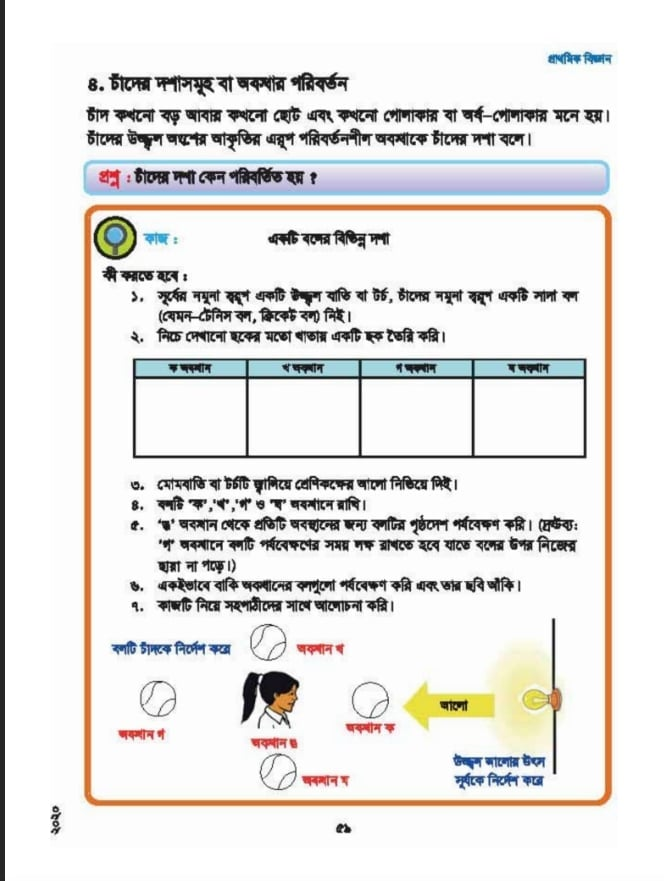 প্রাথমিক বিজ্ঞান
৪. চাঁদের দশাসমূহ বা অবস্থার পরিবর্তন
চাঁদ কখনো বড় আবার কখনো ছোট এবং কখনো গোলাকার বা অর্ধ–গোলাকার মনে হয়।
চাঁদের উজ্জ্বল অংশের আকৃতির এরূপ পরিবর্তনশীল অবস্থাকে চাঁদের দশা বলে।
প্রশ্ন : চাঁদের দশা কেন পরিবর্তিত হয় ?
কাজ : একটি বলের বিভিন্ন দশা
কী করতে হবে :
১. সূর্যের নমুনা স্বরূপ একটি উজ্জ্বল বাতি বা টর্চ, চাঁদের নমুনা স্বরূপ একটি সাদা বল
(যেমন–টেনিস বল, ক্রিকেট বল) নিই।
২. নিচে দেখানো ছকের মতো খাতায় একটি ছক তৈরি করি।
ক অবস্থান খ অবস্থান গ অবস্থান ঘ অবস্থান
৩. মোমবাতি বা টর্চটি জ্বালিয়ে শ্রেণিকক্ষের আলো নিভিয়ে দিই।
৪. বলটি ‘ক’,‘খ’,‘গ’ ও ‘ঘ’ অবস্থানে রাখি।
৫. ‘ঙ’ অবস্থান থেকে প্রতিটি অবস্থানের জন্য বলটির পৃষ্ঠদেশ পর্যবেক্ষণ করি। (দ্রষ্টব্য:
‘গ’ অবস্থানে বলটি পর্যবেক্ষণের সময় লক্ষ রাখতে হবে যাতে বলের উপর নিজের
ছায়া না পড়ে।)
৬. একইভাবে বাকি অবস্থানের বলগুলো পর্যবেক্ষণ করি এবং তার ছবি আঁকি।
৭. কাজটি নিয়ে সহপাঠীদের সাথে আলোচনা করি।
বলটি চাঁদকে নির্দেশ করে
অবস্থান খ
আলো
অবস্থান গ
অবস্থান ক
অবস্থান ঙ
উজ্জ্বল আলোর উৎস
সূর্যকে নির্দেশ করে
অবস্থান ঘ
২০২০
৫৯